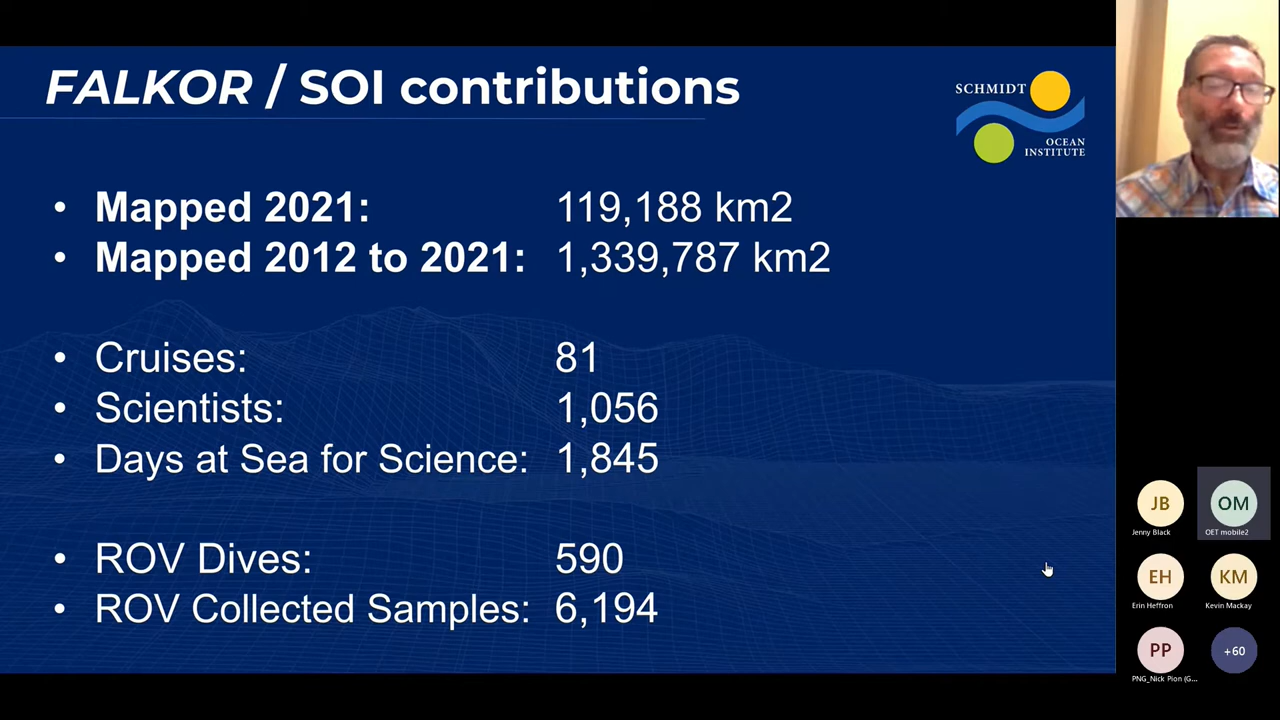 FALKOR / SOI contributions
SCHMIDT
OCEAN
INSTITUTE
• Mapped 2021: 119,188 km2
• Mapped 2012 to 2021: 1,339,787 km2
• Cruises: 81
• Scientists: 1,056
• Days at Sea for Science: 1,845
• ROV Dives: 590
• ROV Collected Samples: 6,194
JB OM
Jenny Black OET mobile2
EH KM
Erin Heffron Kevin Mackay
PP +60
PNG_Nick Pion (G...